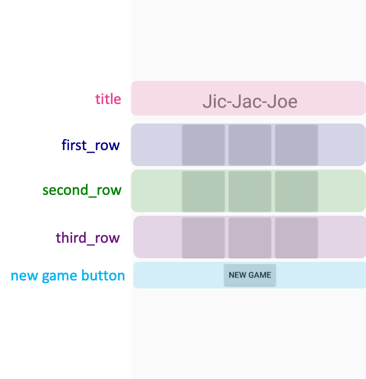 title
Jic-Jac-Joe
first_row
second_row
third_row
new game button
NEW GAME